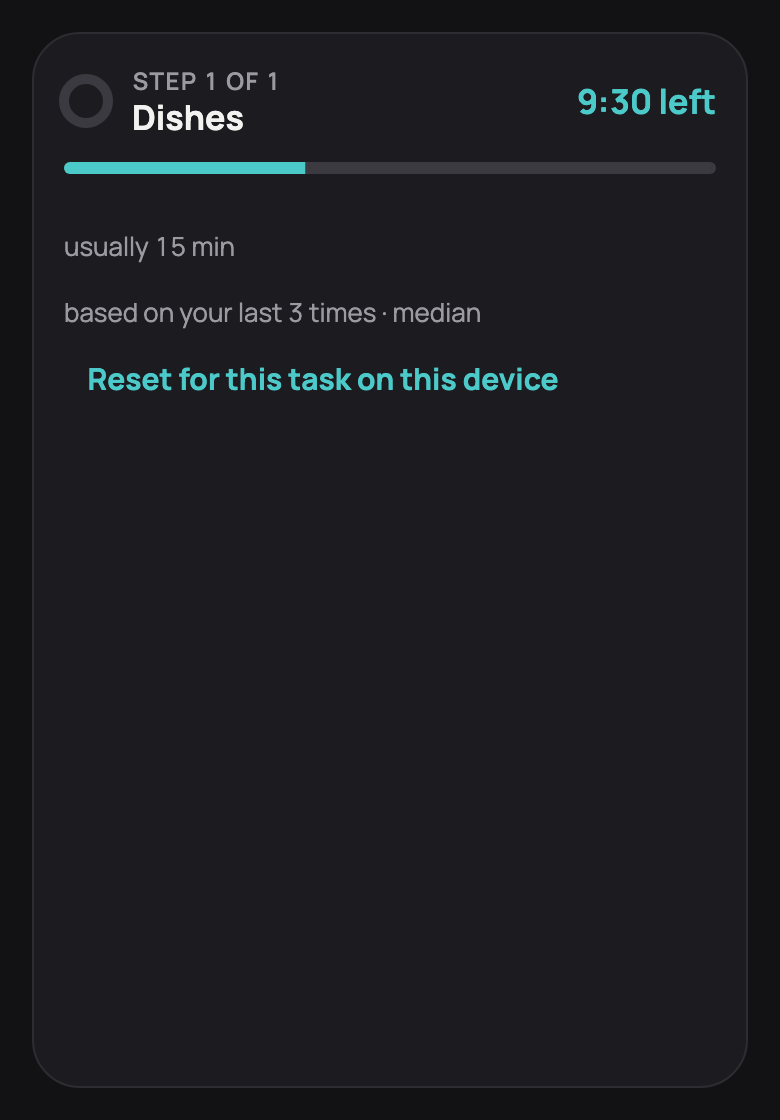 STEP 1 OF 1
Dishes
9:30 left
usually 15 min
based on your last 3 times · median
Reset for this task on this device